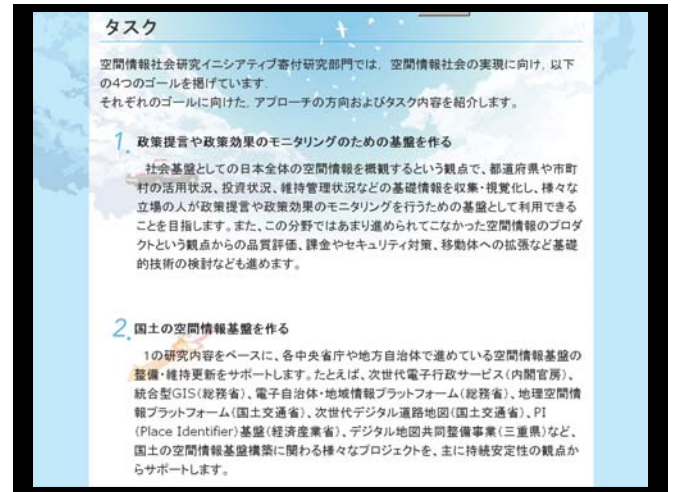 タスク
空間情報社会研究イニシアティブ寄付研究部門では、空間情報社会の実現に向け、以下
の4つのゴールを掲げています.
それぞれのゴールに向けた、アプローチの方向およびタスク内容を紹介します。
1. 政策提言や政策効果のモニタリングのための基盤を作る
社会基盤としての日本全体の空間情報を概観するという観点で、都道府県や市町
村の活用状況、投資状況、維持管理状況などの基礎情報を収集・視覚化し、様々な
立場の人が政策提言や政策効果のモニタリングを行うための基盤として利用できる
ことを目指します。また、この分野ではあまり進められてこなかった空間情報のプロダ
クトという観点からの品質評価、課金やセキュリティ対策、移動体への拡張など基礎
的技術の検討なども進めます。
2. 国土の空間情報基盤を作る
1の研究内容をベースに、各中央省庁や地方自治体で進めている空間情報基盤の
整備・維持更新をサポートします。たとえば、次世代電子行政サービス(内閣官房)、
統合型GIS(総務省)、電子自治体・地域情報プラットフォーム(総務省)、地理空間情
報プラットフォーム(国土交通省)、次世代デジタル道路地図(国土交通省)、PI
(Place Identifier)基盤(経済産業省)、デジタル地図共同整備事業(三重県)など、
国土の空間情報基盤構築に関わる様々なプロジェクトを、主に持続安定性の観点か
らサポートします。